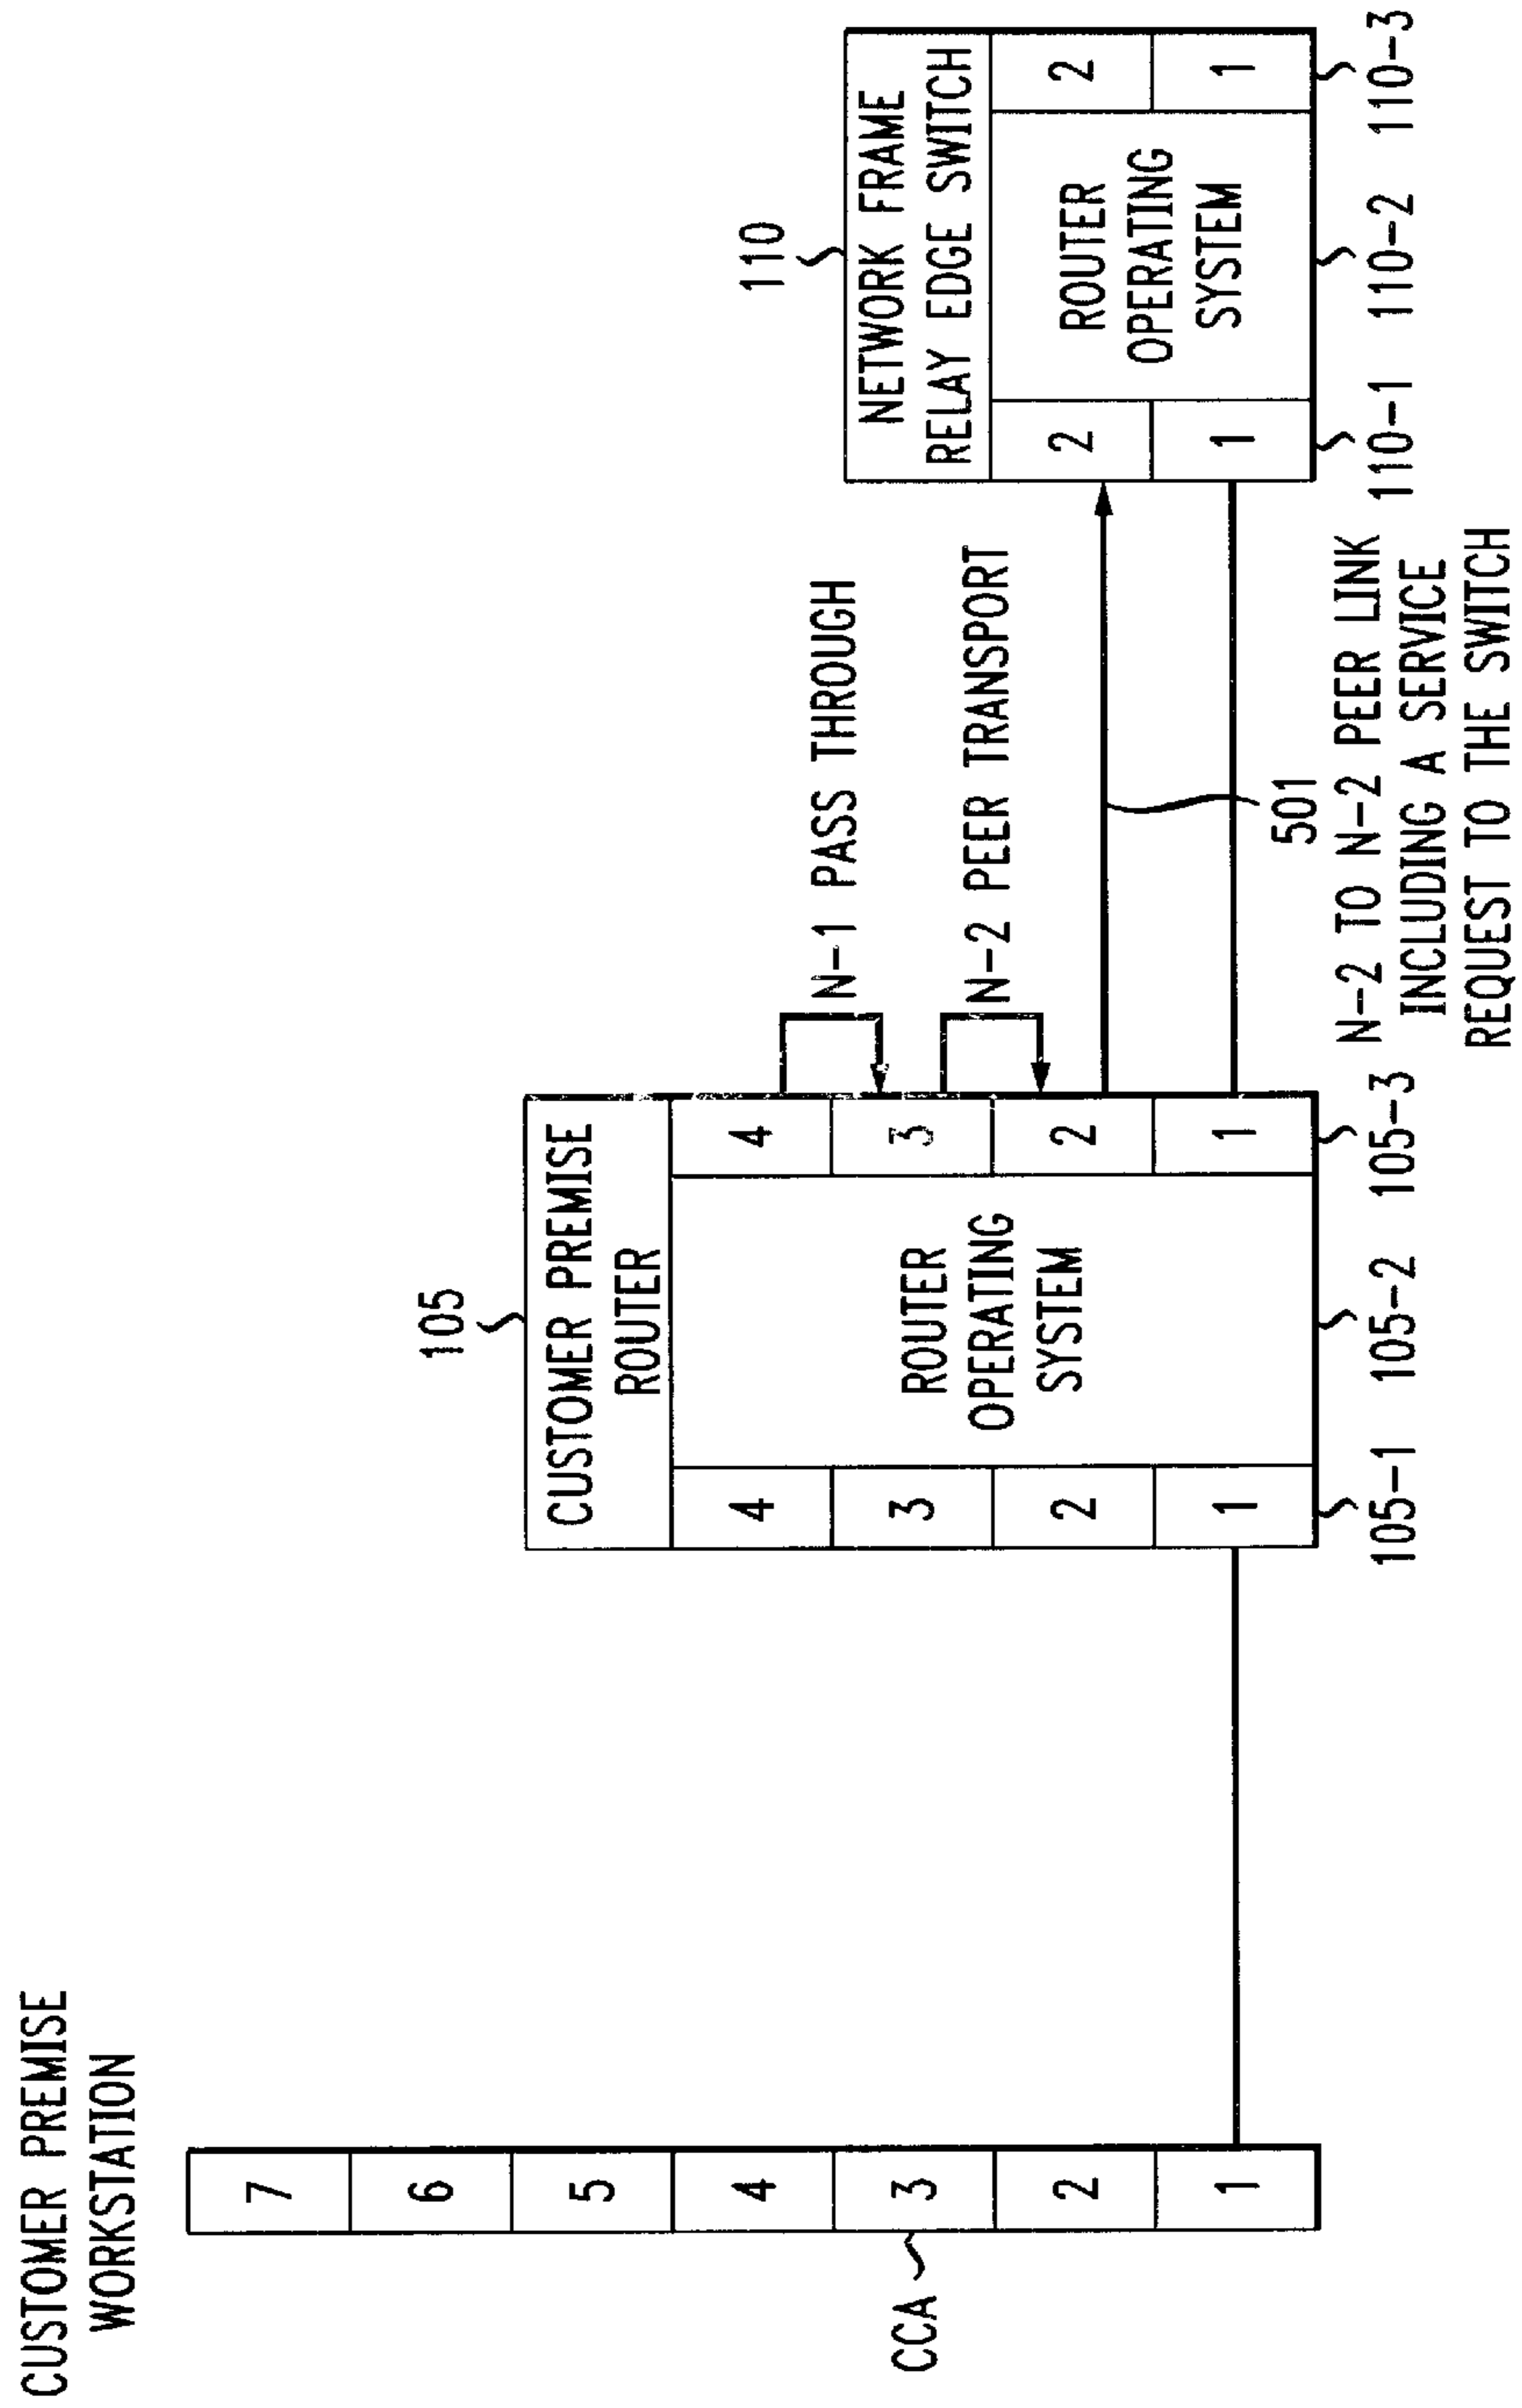 CUSTOMER PREMISE
WORKSTATION
7
6
5
4
3
2
1
CCA
105
CUSTOMER PREMISE
ROUTER
4
3
2
1
ROUTER
OPERATING
SYSTEM
4
3
2
1
105-1
105-2
105-3
N-1 PASS THROUGH
N-2 PEER TRANSPORT
501
N-2 TO N-2 PEER LINK
INCLUDING A SERVICE
REQUEST TO THE SWITCH
110
NETWORK FRAME
RELAY EDGE SWITCH
2
1
ROUTER
OPERATING
SYSTEM
2
1
110-1
110-2
110-3